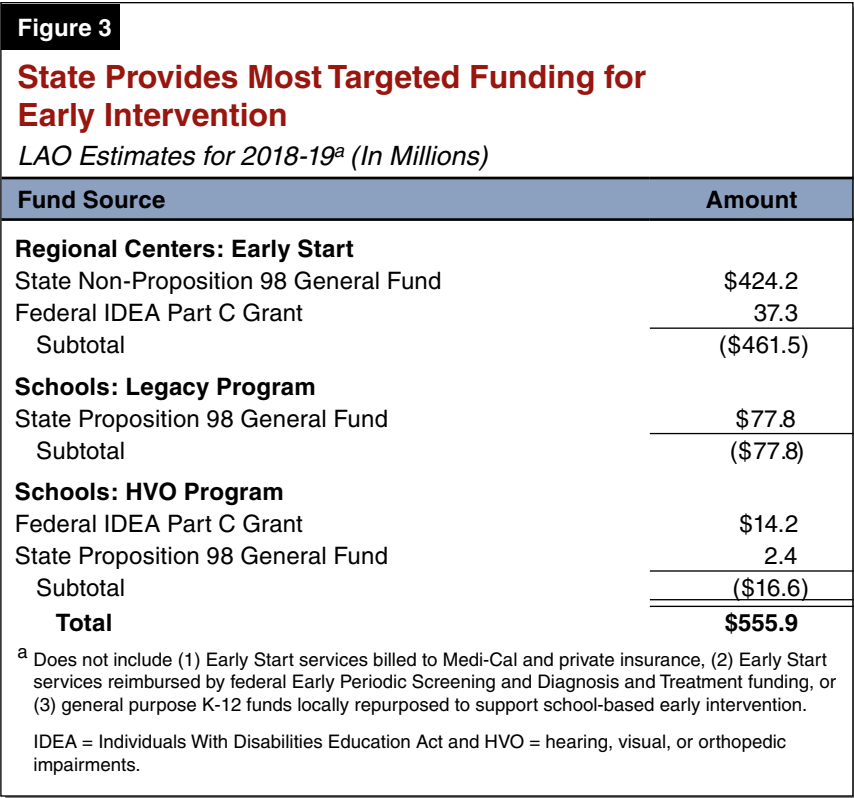 Figure 3
State Provides Most Targeted Funding for
Early Intervention
LAO Estimates for 2018-19a (In Millions)
Fund Source Amount
Regional Centers: Early Start
State Non-Proposition 98 General Fund $424.2
Federal IDEA Part C Grant 37.3
Subtotal ($461.5)
Schools: Legacy Program
State Proposition 98 General Fund $77.8
Subtotal ($77.8)
Schools: HVO Program
Federal IDEA Part C Grant $14.2
State Proposition 98 General Fund 2.4
Subtotal ($16.6)
Total $555.9
a Does not include (1) Early Start services billed to Medi-Cal and private insurance, (2) Early Start
services reimbursed by federal Early Periodic Screening and Diagnosis and Treatment funding, or
(3) general purpose K-12 funds locally repurposed to support school-based early intervention.
IDEA = Individuals With Disabilities Education Act and HVO = hearing, visual, or orthopedic
impairments.